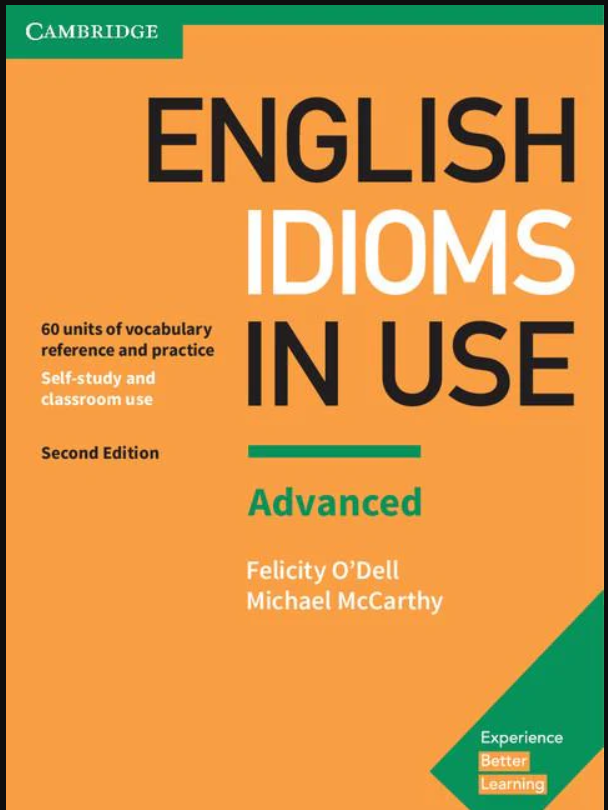 CAMBRIDGE
ENGLISH
IDIOMS
IN USE
60 units of vocabulary
reference and practice
Self-study and
classroom use
Second Edition
Advanced
Felicity O'Dell
Michael McCarthy
Experience
Better
Learning